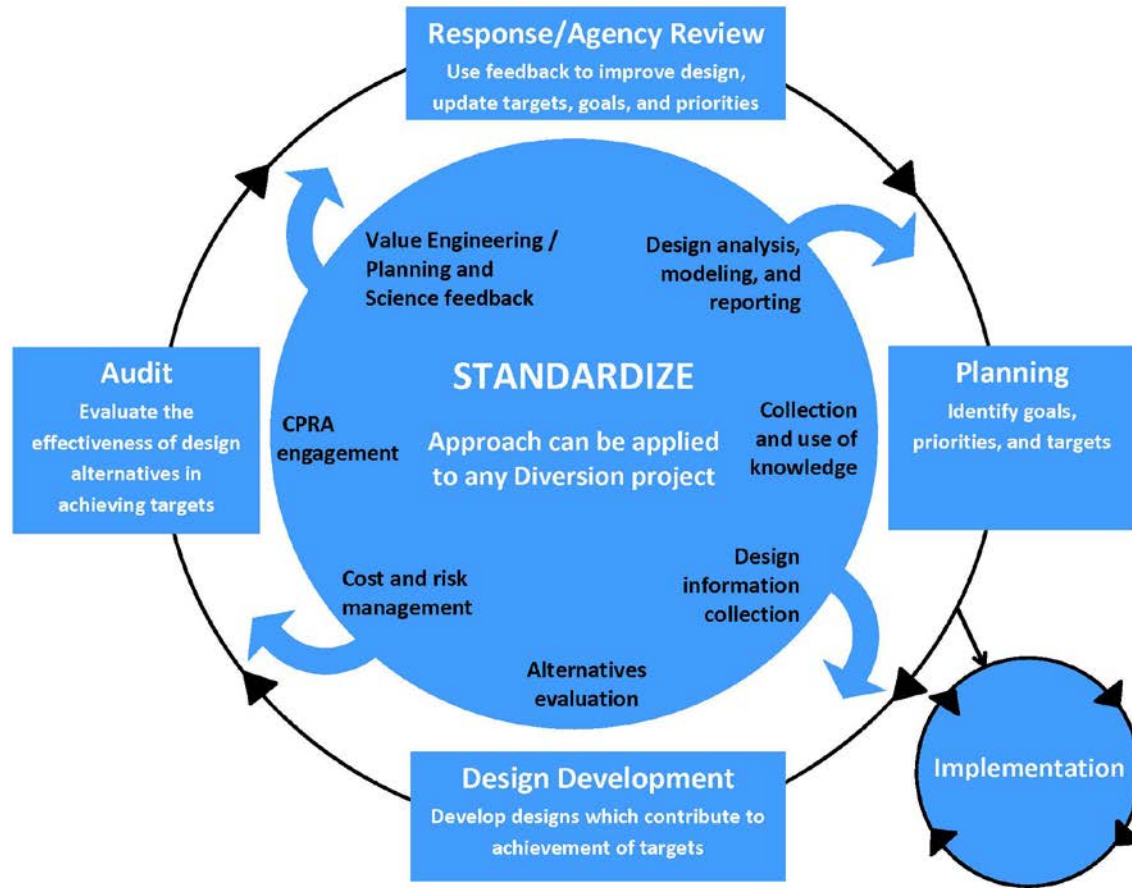 Response/Agency Review
Use feedback to improve design,
update targets, goals, and priorities
Value Engineering /
Planning and
Science feedback
Design analysis,
modeling, and
reporting
Audit
Evaluate the
effectiveness of design
alternatives in
achieving targets
CPRA
engagement
STANDARDIZE
Approach can be applied
to any Diversion project
Collection
and use of
knowledge
Planning
Identify goals,
priorities, and targets
Cost and risk
management
Design
information
collection
Alternatives
evaluation
Design Development
Develop designs which contribute to
achievement of targets
Implementation